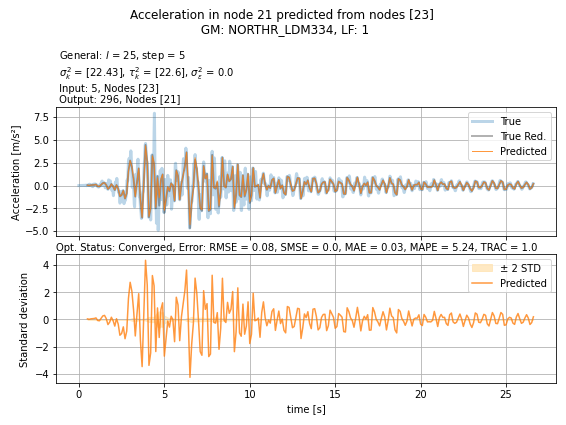 Acceleration in node 21 predicted from nodes [23]
GM: NORTHR_LDM334, LF: 1
General: l = 25, step = 5
σ²ₖ = [22.43], τ²ₖ = [22.6], σ²ε = 0.0
Input: 5, Nodes [23]
Output: 296, Nodes [21]
Acceleration [m/s²]
7.5
5.0
2.5
0.0
−2.5
−5.0
True
True Red.
Predicted
Opt. Status: Converged, Error: RMSE = 0.08, SMSE = 0.0, MAE = 0.03, MAPE = 5.24, TRAC = 1.0
Standard deviation
4
2
0
−2
−4
± 2 STD
Predicted
0 5 10 15 20 25
time [s]